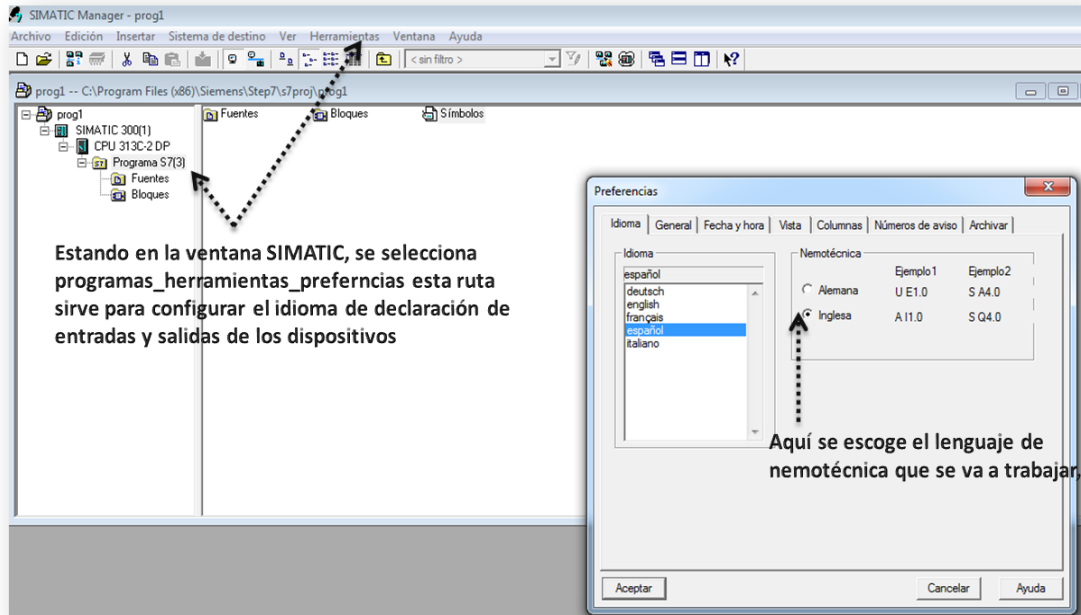 SIMATIC Manager - prog1
Archivo Edición Insertar Sistema de destino Ver Herramientas Ventana Ayuda
< sin filtro >
prog1 -- C:\Program Files (x86)\Siemens\Step7\s7proj\prog1
prog1
SIMATIC 300(1)
CPU 313C-2 DP
Programa S7(3)
Fuentes
Bloques
Fuentes Bloques Símbolos
Estando en la ventana SIMATIC, se selecciona
programas_herramientas_preferncias esta ruta
sirve para configurar el idioma de declaración de
entradas y salidas de los dispositivos
Preferencias
Idioma General Fecha y hora Vista Columnas Números de aviso Archivar
Idioma
español
deutsch
english
français
español
italiano
Nemotécnica
Ejemplo1 Ejemplo2
Alemana U E1.0 S A4.0
Inglesa A I1.0 S Q4.0
Aquí se escoge el lenguaje de
nemotécnica que se va a trabajar,
Aceptar Cancelar Ayuda